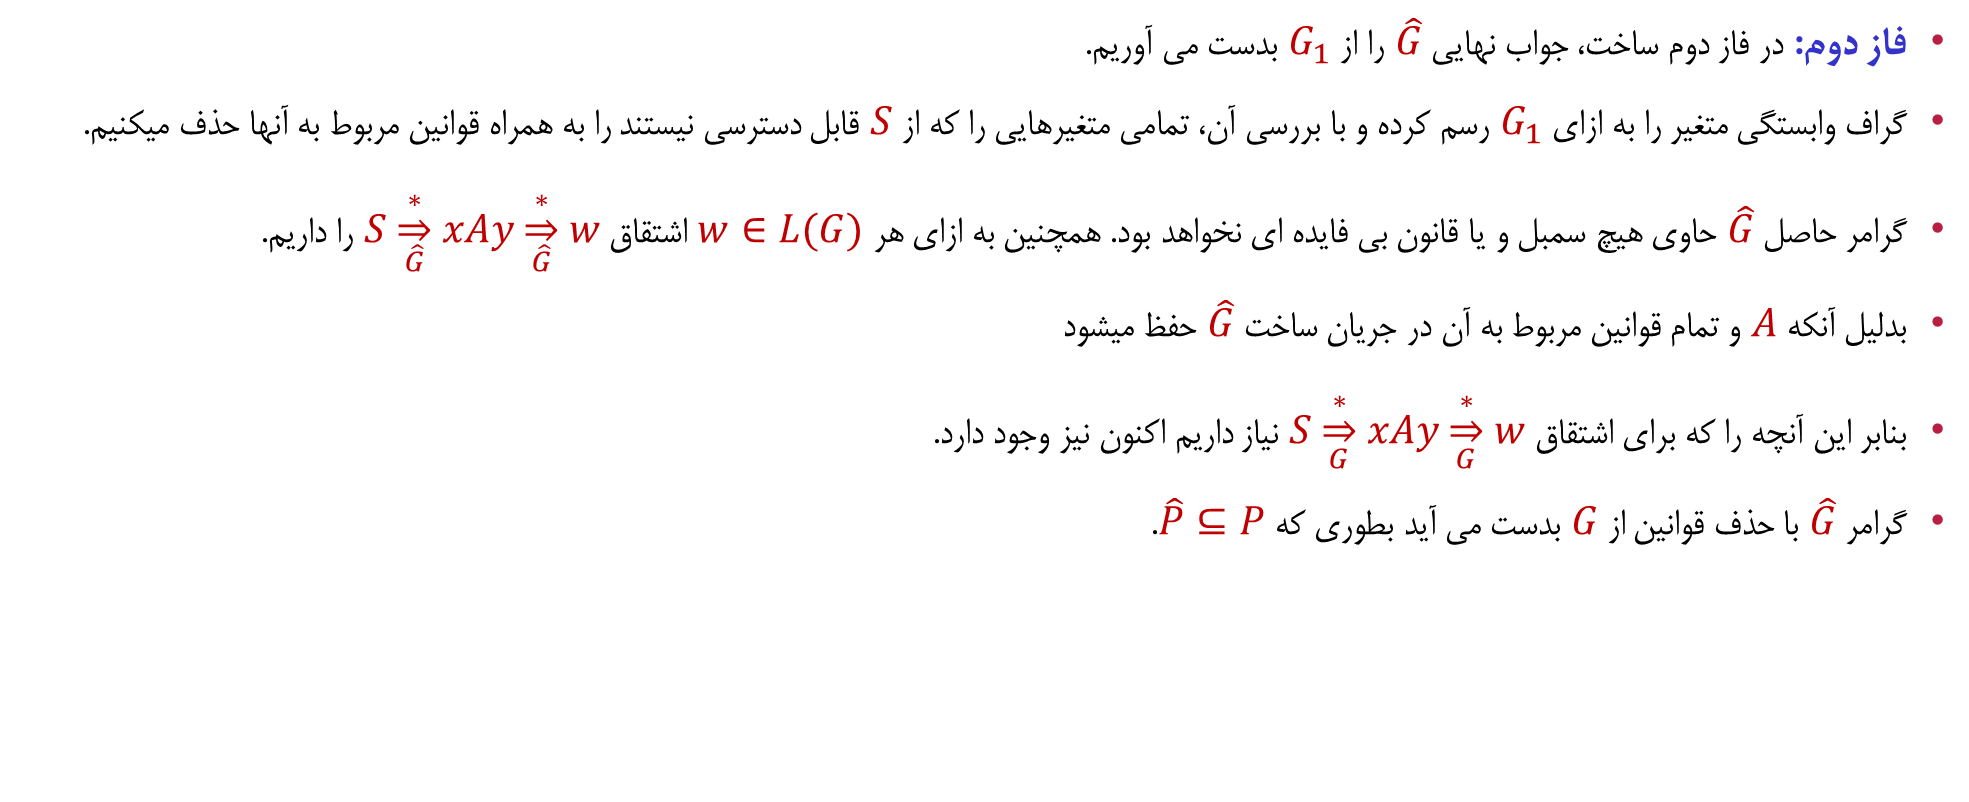 • فاز دوم: در فاز دوم ساخت، جواب نهایی Ĝ را از G₁ بدست می آوریم.
• گراف وابستگی متغیر را به ازای G₁ رسم کرده و با بررسی آن، تمامی متغیرهایی را که از S قابل دسترسی نیستند را به همراه قوانین مربوط به آنها حذف میکنیم.
• گرامر حاصل Ĝ حاوی هیچ سمبل و یا قانون بی فایده ای نخواهد بود. همچنین به ازای هر w ∈ L(G) اشتقاق S ⇒*_Ĝ xAy ⇒*_Ĝ w را داریم.
• بدلیل آنکه A و تمام قوانین مربوط به آن در جریان ساخت Ĝ حفظ میشود
• بنابر این آنچه را که برای اشتقاق S ⇒*_G xAy ⇒*_G w نیاز داریم اکنون نیز وجود دارد.
• گرامر Ĝ با حذف قوانین از G بدست می آید بطوری که P̂ ⊆ P.